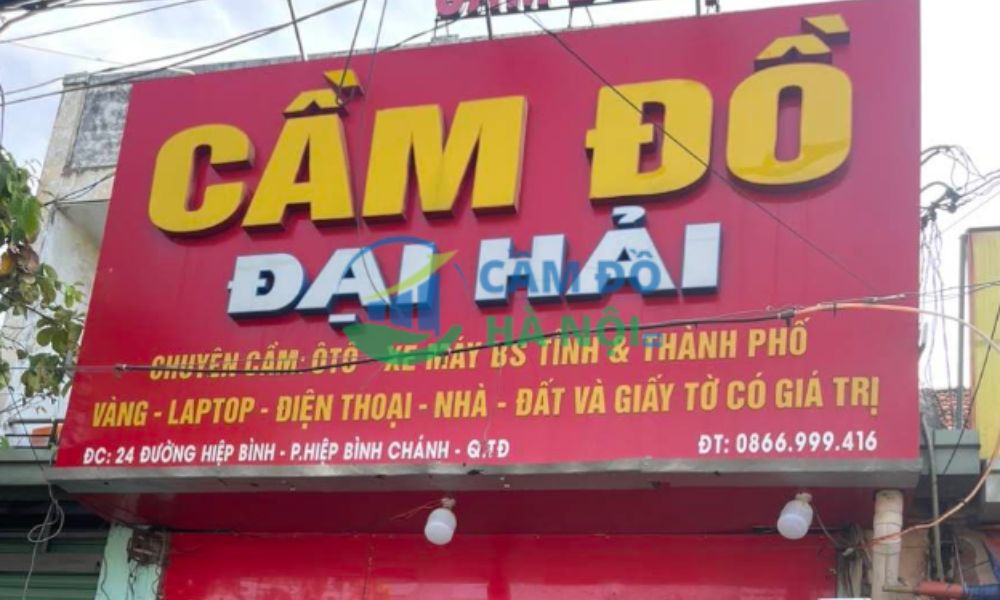 CẦM ĐỒ
ĐẠI HẢI
CẦM ĐỒ
HÀ NỘI
CHUYÊN CẦM: ÔTÔ - XE MÁY BS TỈNH & THÀNH PHỐ
VÀNG - LAPTOP - ĐIỆN THOẠI - NHÀ - ĐẤT VÀ GIẤY TỜ CÓ GIÁ TRỊ
ĐC: 24 ĐƯỜNG HIỆP BÌNH - P.HIỆP BÌNH CHÁNH - Q.TĐ
ĐT: 0866.999.416